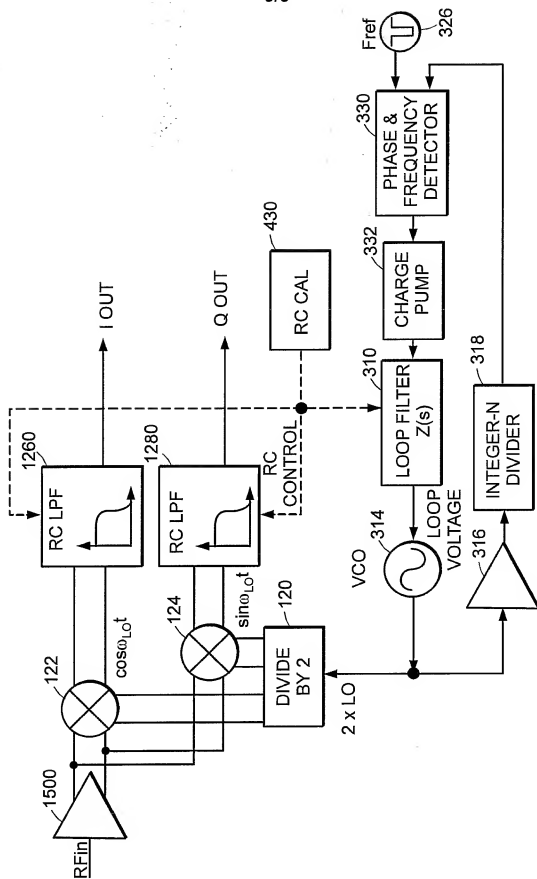 RFin
1500
122
cosωLOt
124
sinωLOt
120
DIVIDE
BY 2
2 x LO
1260
RC LPF
I OUT
1280
RC LPF
Q OUT
RC
CONTROL
430
RC CAL
VCO
314
LOOP
VOLTAGE
310
LOOP FILTER
Z(s)
332
CHARGE
PUMP
330
PHASE &
FREQUENCY
DETECTOR
Fref
326
316
318
INTEGER-N
DIVIDER